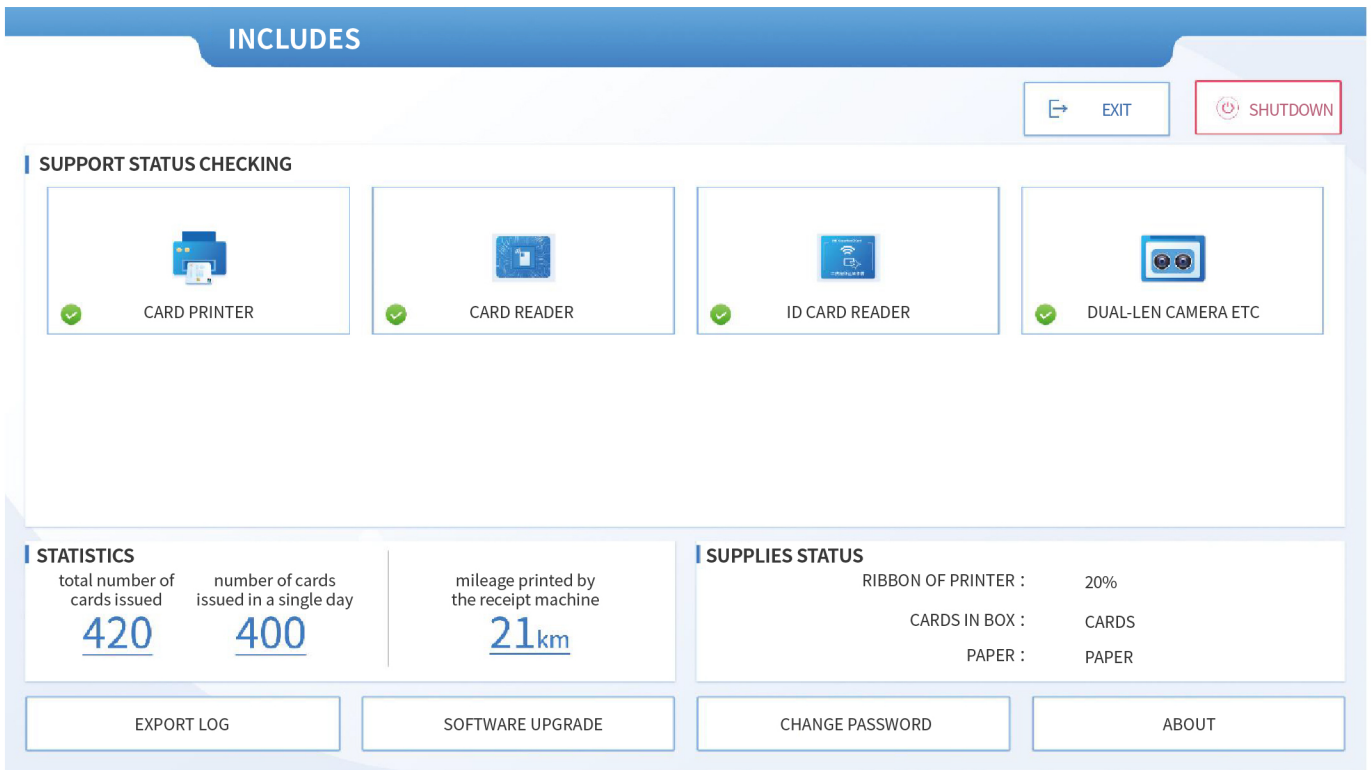 INCLUDES
EXIT
SHUTDOWN
SUPPORT STATUS CHECKING
CARD PRINTER
CARD READER
ID CARD READER
DUAL-LEN CAMERA ETC
STATISTICS
total number of
cards issued
420
number of cards
issued in a single day
400
mileage printed by
the receipt machine
21km
SUPPLIES STATUS
RIBBON OF PRINTER : 20%
CARDS IN BOX : CARDS
PAPER : PAPER
EXPORT LOG
SOFTWARE UPGRADE
CHANGE PASSWORD
ABOUT